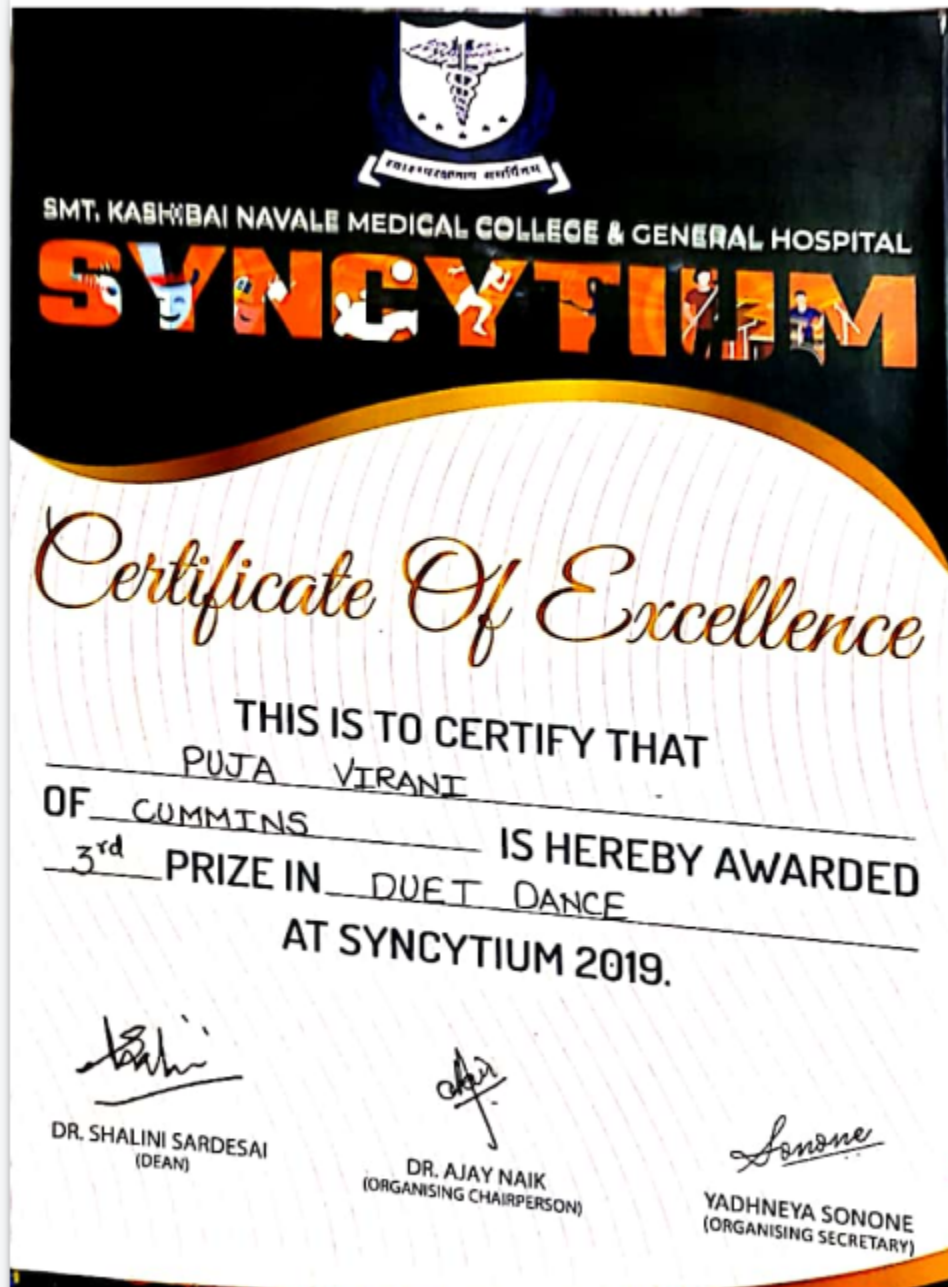 SMT. KASHIBAI NAVALE MEDICAL COLLEGE & GENERAL HOSPITAL
SYNCYTIUM
Certificate Of Excellence
THIS IS TO CERTIFY THAT
PUJA VIRANI
OF CUMMINS IS HEREBY AWARDED
3rd PRIZE IN DUET DANCE
AT SYNCYTIUM 2019.
Sonone
DR. SHALINI SARDESAI
(DEAN)
DR. AJAY NAIK
(ORGANISING CHAIRPERSON)
YADHNEYA SONONE
(ORGANISING SECRETARY)